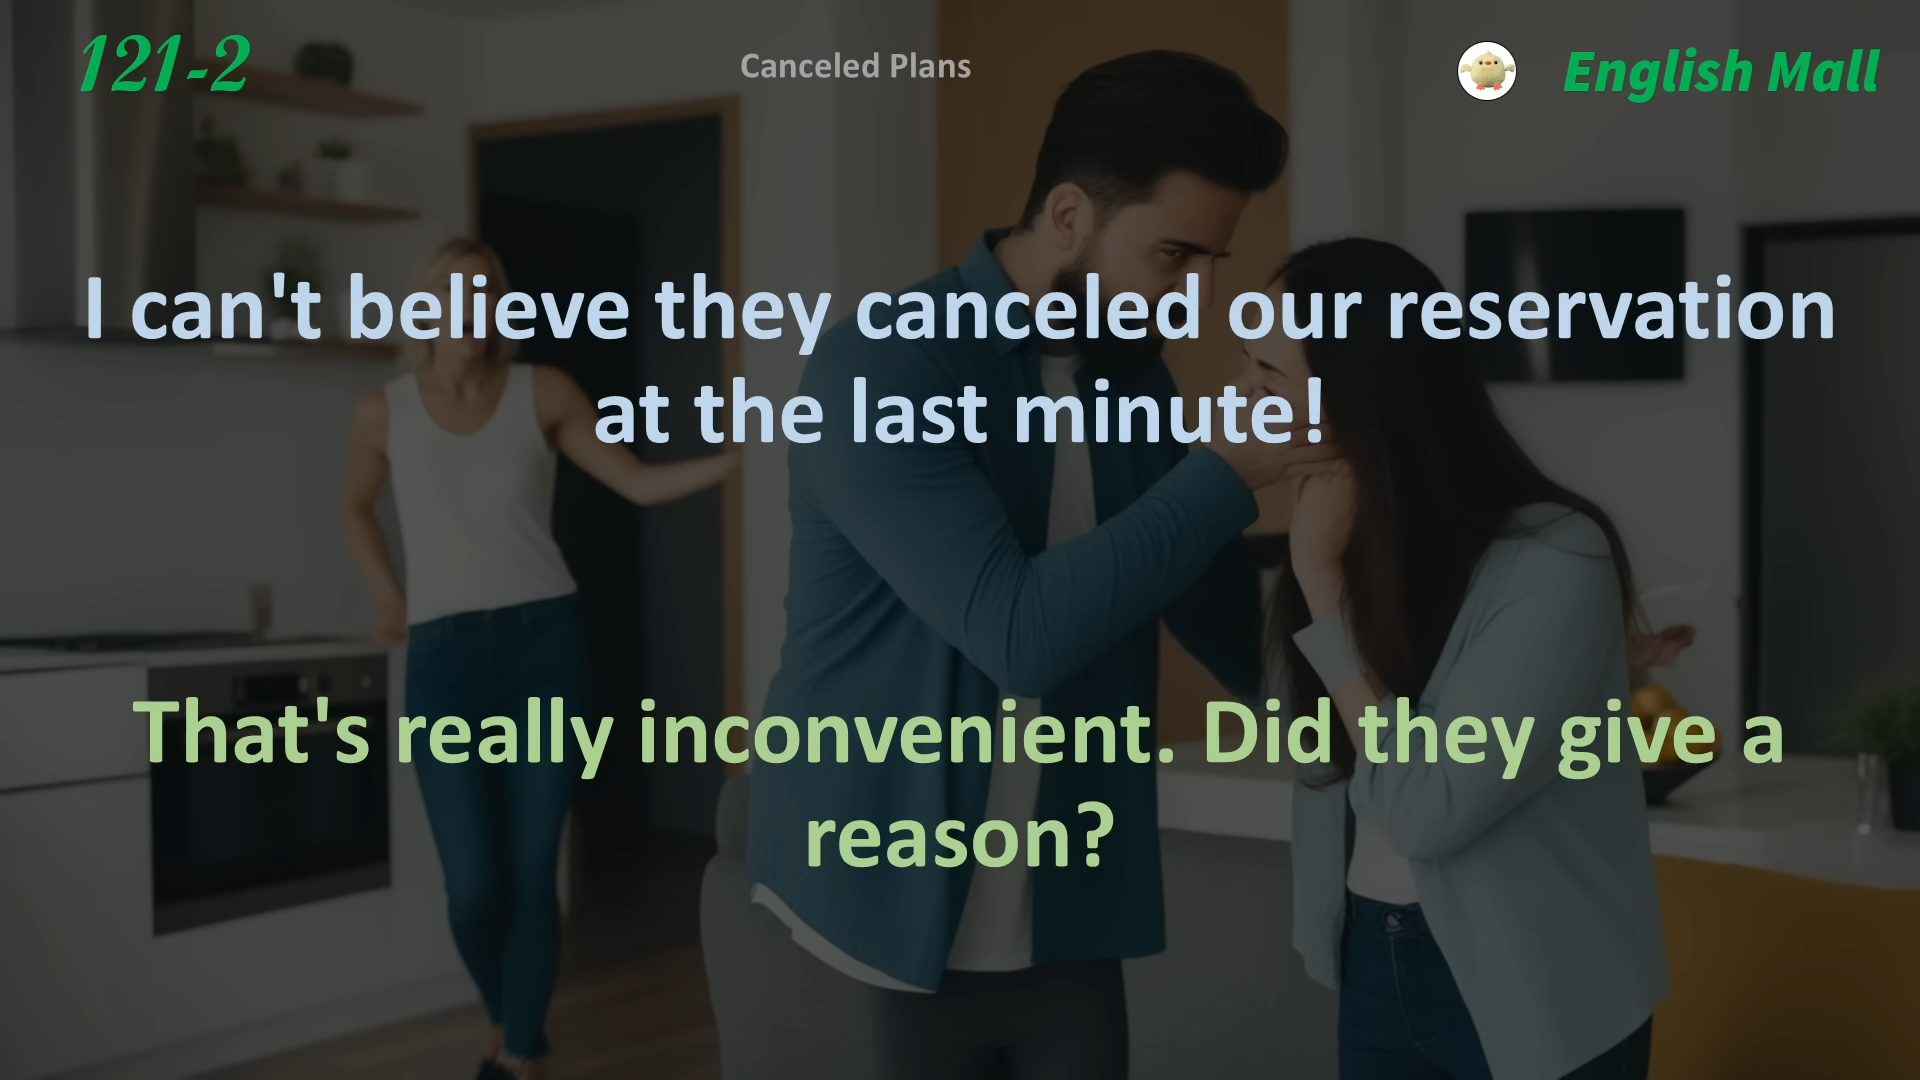 121-2
Canceled Plans
English Mall
I can't believe they canceled our reservation
at the last minute!
That's really inconvenient. Did they give a
reason?